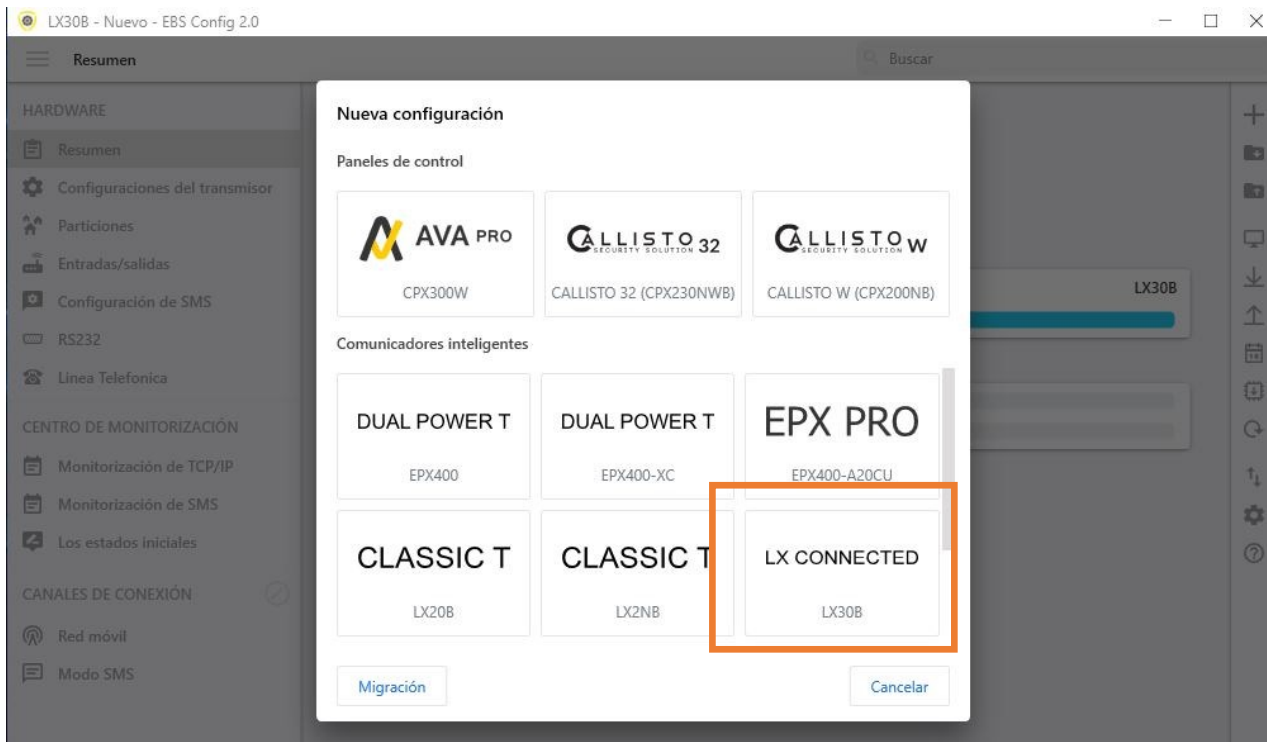 LX30B - Nuevo - EBS Config 2.0
Resumen
Buscar
HARDWARE
Resumen
Configuraciones del transmisor
Particiones
Entradas/salidas
Configuración de SMS
RS232
Linea Telefonica
CENTRO DE MONITORIZACIÓN
Monitorización de TCP/IP
Monitorización de SMS
Los estados iniciales
CANALES DE CONEXIÓN
Red móvil
Modo SMS
Nueva configuración
Paneles de control
AVA PRO
CPX300W
CALLISTO 32
SECURITY SOLUTION
CALLISTO 32 (CPX230NWB)
CALLISTO W
SECURITY SOLUTION
CALLISTO W (CPX200NB)
Comunicadores inteligentes
DUAL POWER T
EPX400
DUAL POWER T
EPX400-XC
EPX PRO
EPX400-A20CU
CLASSIC T
LX20B
CLASSIC T
LX2NB
LX CONNECTED
LX30B
Migración
Cancelar
LX30B